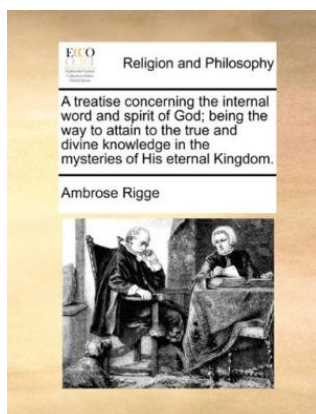 ECCO
Religion and Philosophy
A treatise concerning the internal
word and spirit of God; being the
way to attain to the true and
divine knowledge in the
mysteries of His eternal Kingdom.
Ambrose Rigge